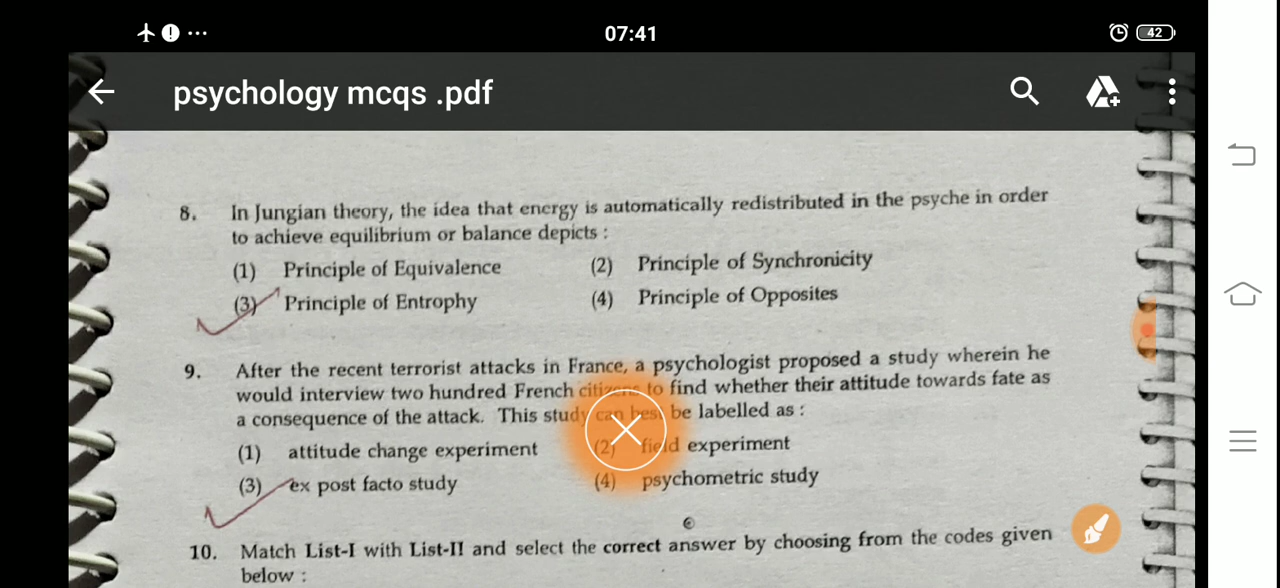 07:41
42
psychology mcqs .pdf
8. In Jungian theory, the idea that energy is automatically redistributed in the psyche in order
to achieve equilibrium or balance depicts :
(1) Principle of Equivalence (2) Principle of Synchronicity
(3) Principle of Entrophy (4) Principle of Opposites
9. After the recent terrorist attacks in France, a psychologist proposed a study wherein he
would interview two hundred French citizens to find whether their attitude towards fate as
a consequence of the attack. This study can best be labelled as :
(1) attitude change experiment (2) field experiment
(3) ex post facto study (4) psychometric study
10. Match List-I with List-II and select the correct answer by choosing from the codes given
below :